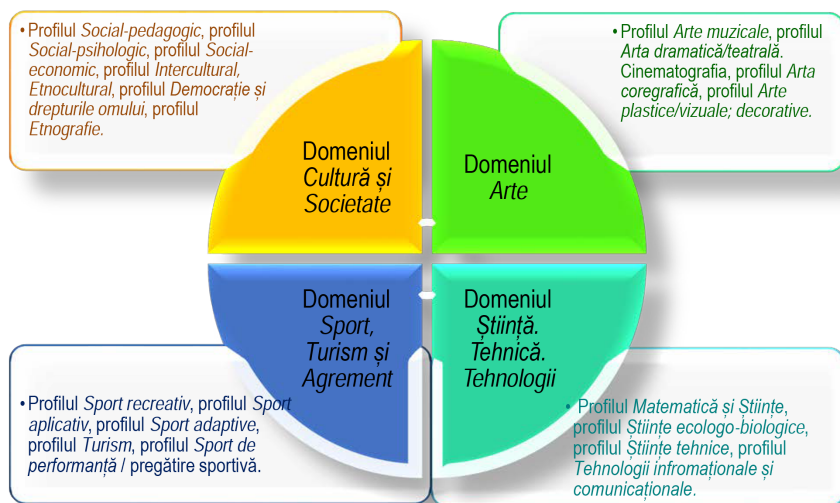 • Profilul Social-pedagogic, profilul
Social-psihologic, profilul Social-
economic, profilul Intercultural,
Etnocultural, profilul Democrație și
drepturile omului, profilul
Etnografie.
• Profilul Arte muzicale, profilul
Arta dramatică/teatrală.
Cinematografia, profilul Arta
coregrafică, profilul Arte
plastice/vizuale; decorative.
Domeniul
Cultură și
Societate
Domeniul
Arte
Domeniul
Sport,
Turism și
Agrement
Domeniul
Știință.
Tehnică.
Tehnologii
• Profilul Sport recreativ, profilul Sport
aplicativ, profilul Sport adaptive,
profilul Turism, profilul Sport de
performanță / pregătire sportivă.
• Profilul Matematică și Științe,
profilul Științe ecologo-biologice,
profilul Științe tehnice, profilul
Tehnologii infromaționale și
comunicaționale.